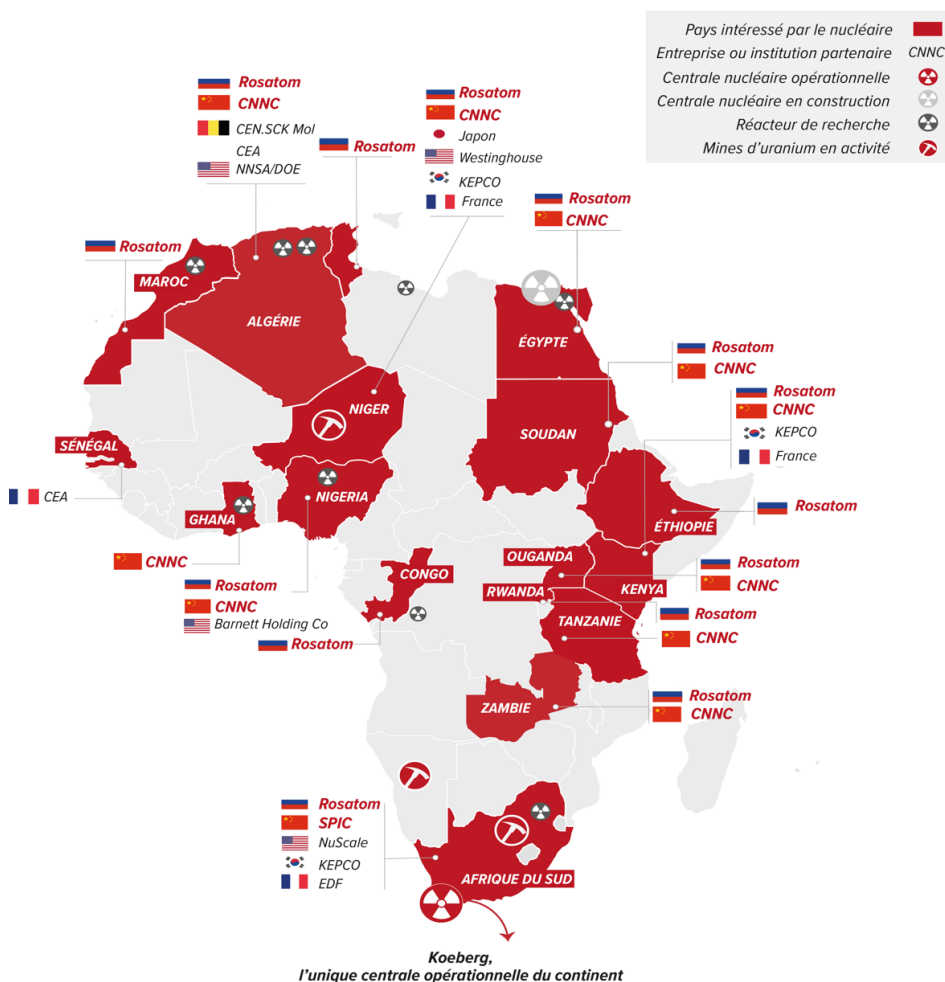 Pays intéressé par le nucléaire
Entreprise ou institution partenaire CNNC
Centrale nucléaire opérationnelle
Centrale nucléaire en construction
Réacteur de recherche
Mines d'uranium en activité
Rosatom
CNNC
CEN.SCK Mol
CEA
NNSA/DOE
Rosatom
Rosatom
CNNC
Japon
Westinghouse
KEPCO
France
Rosatom
CNNC
Rosatom
MAROC
ALGÉRIE
ÉGYPTE
Rosatom
CNNC
NIGER
SOUDAN
Rosatom
CNNC
KEPCO
France
SÉNÉGAL
CEA
NIGERIA
GHANA
ÉTHIOPIE
Rosatom
CNNC
CONGO
OUGANDA
KENYA
Rosatom
CNNC
Rosatom
CNNC
Barnett Holding Co
RWANDA
TANZANIE
Rosatom
CNNC
Rosatom
ZAMBIE
Rosatom
CNNC
Rosatom
SPIC
NuScale
KEPCO
EDF
AFRIQUE DU SUD
Koeberg,
l'unique centrale opérationnelle du continent